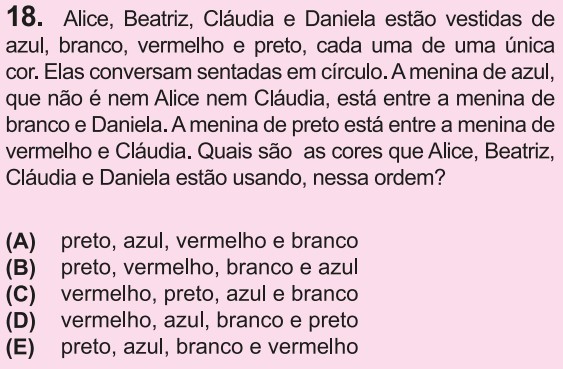 18. Alice, Beatriz, Cláudia e Daniela estão vestidas de
azul, branco, vermelho e preto, cada uma de uma única
cor. Elas conversam sentadas em círculo. A menina de azul,
que não é nem Alice nem Cláudia, está entre a menina de
branco e Daniela. A menina de preto está entre a menina de
vermelho e Cláudia. Quais são as cores que Alice, Beatriz,
Cláudia e Daniela estão usando, nessa ordem?
(A) preto, azul, vermelho e branco
(B) preto, vermelho, branco e azul
(C) vermelho, preto, azul e branco
(D) vermelho, azul, branco e preto
(E) preto, azul, branco e vermelho